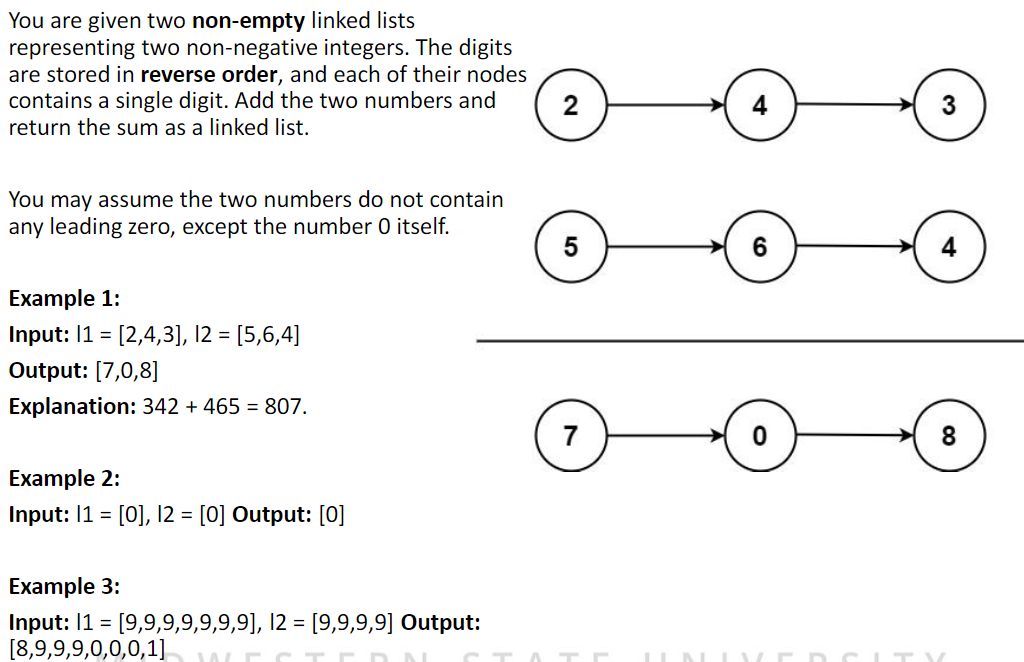 You are given two non-empty linked lists
representing two non-negative integers. The digits
are stored in reverse order, and each of their nodes
contains a single digit. Add the two numbers and
return the sum as a linked list.
You may assume the two numbers do not contain
any leading zero, except the number 0 itself.
Example 1:
Input: l1 = [2,4,3], l2 = [5,6,4]
Output: [7,0,8]
Explanation: 342 + 465 = 807.
Example 2:
Input: l1 = [0], l2 = [0] Output: [0]
Example 3:
Input: l1 = [9,9,9,9,9,9,9], l2 = [9,9,9,9] Output:
[8,9,9,9,0,0,0,1]
2 4 3
5 6 4
7 0 8
STATE UNIVERSITY